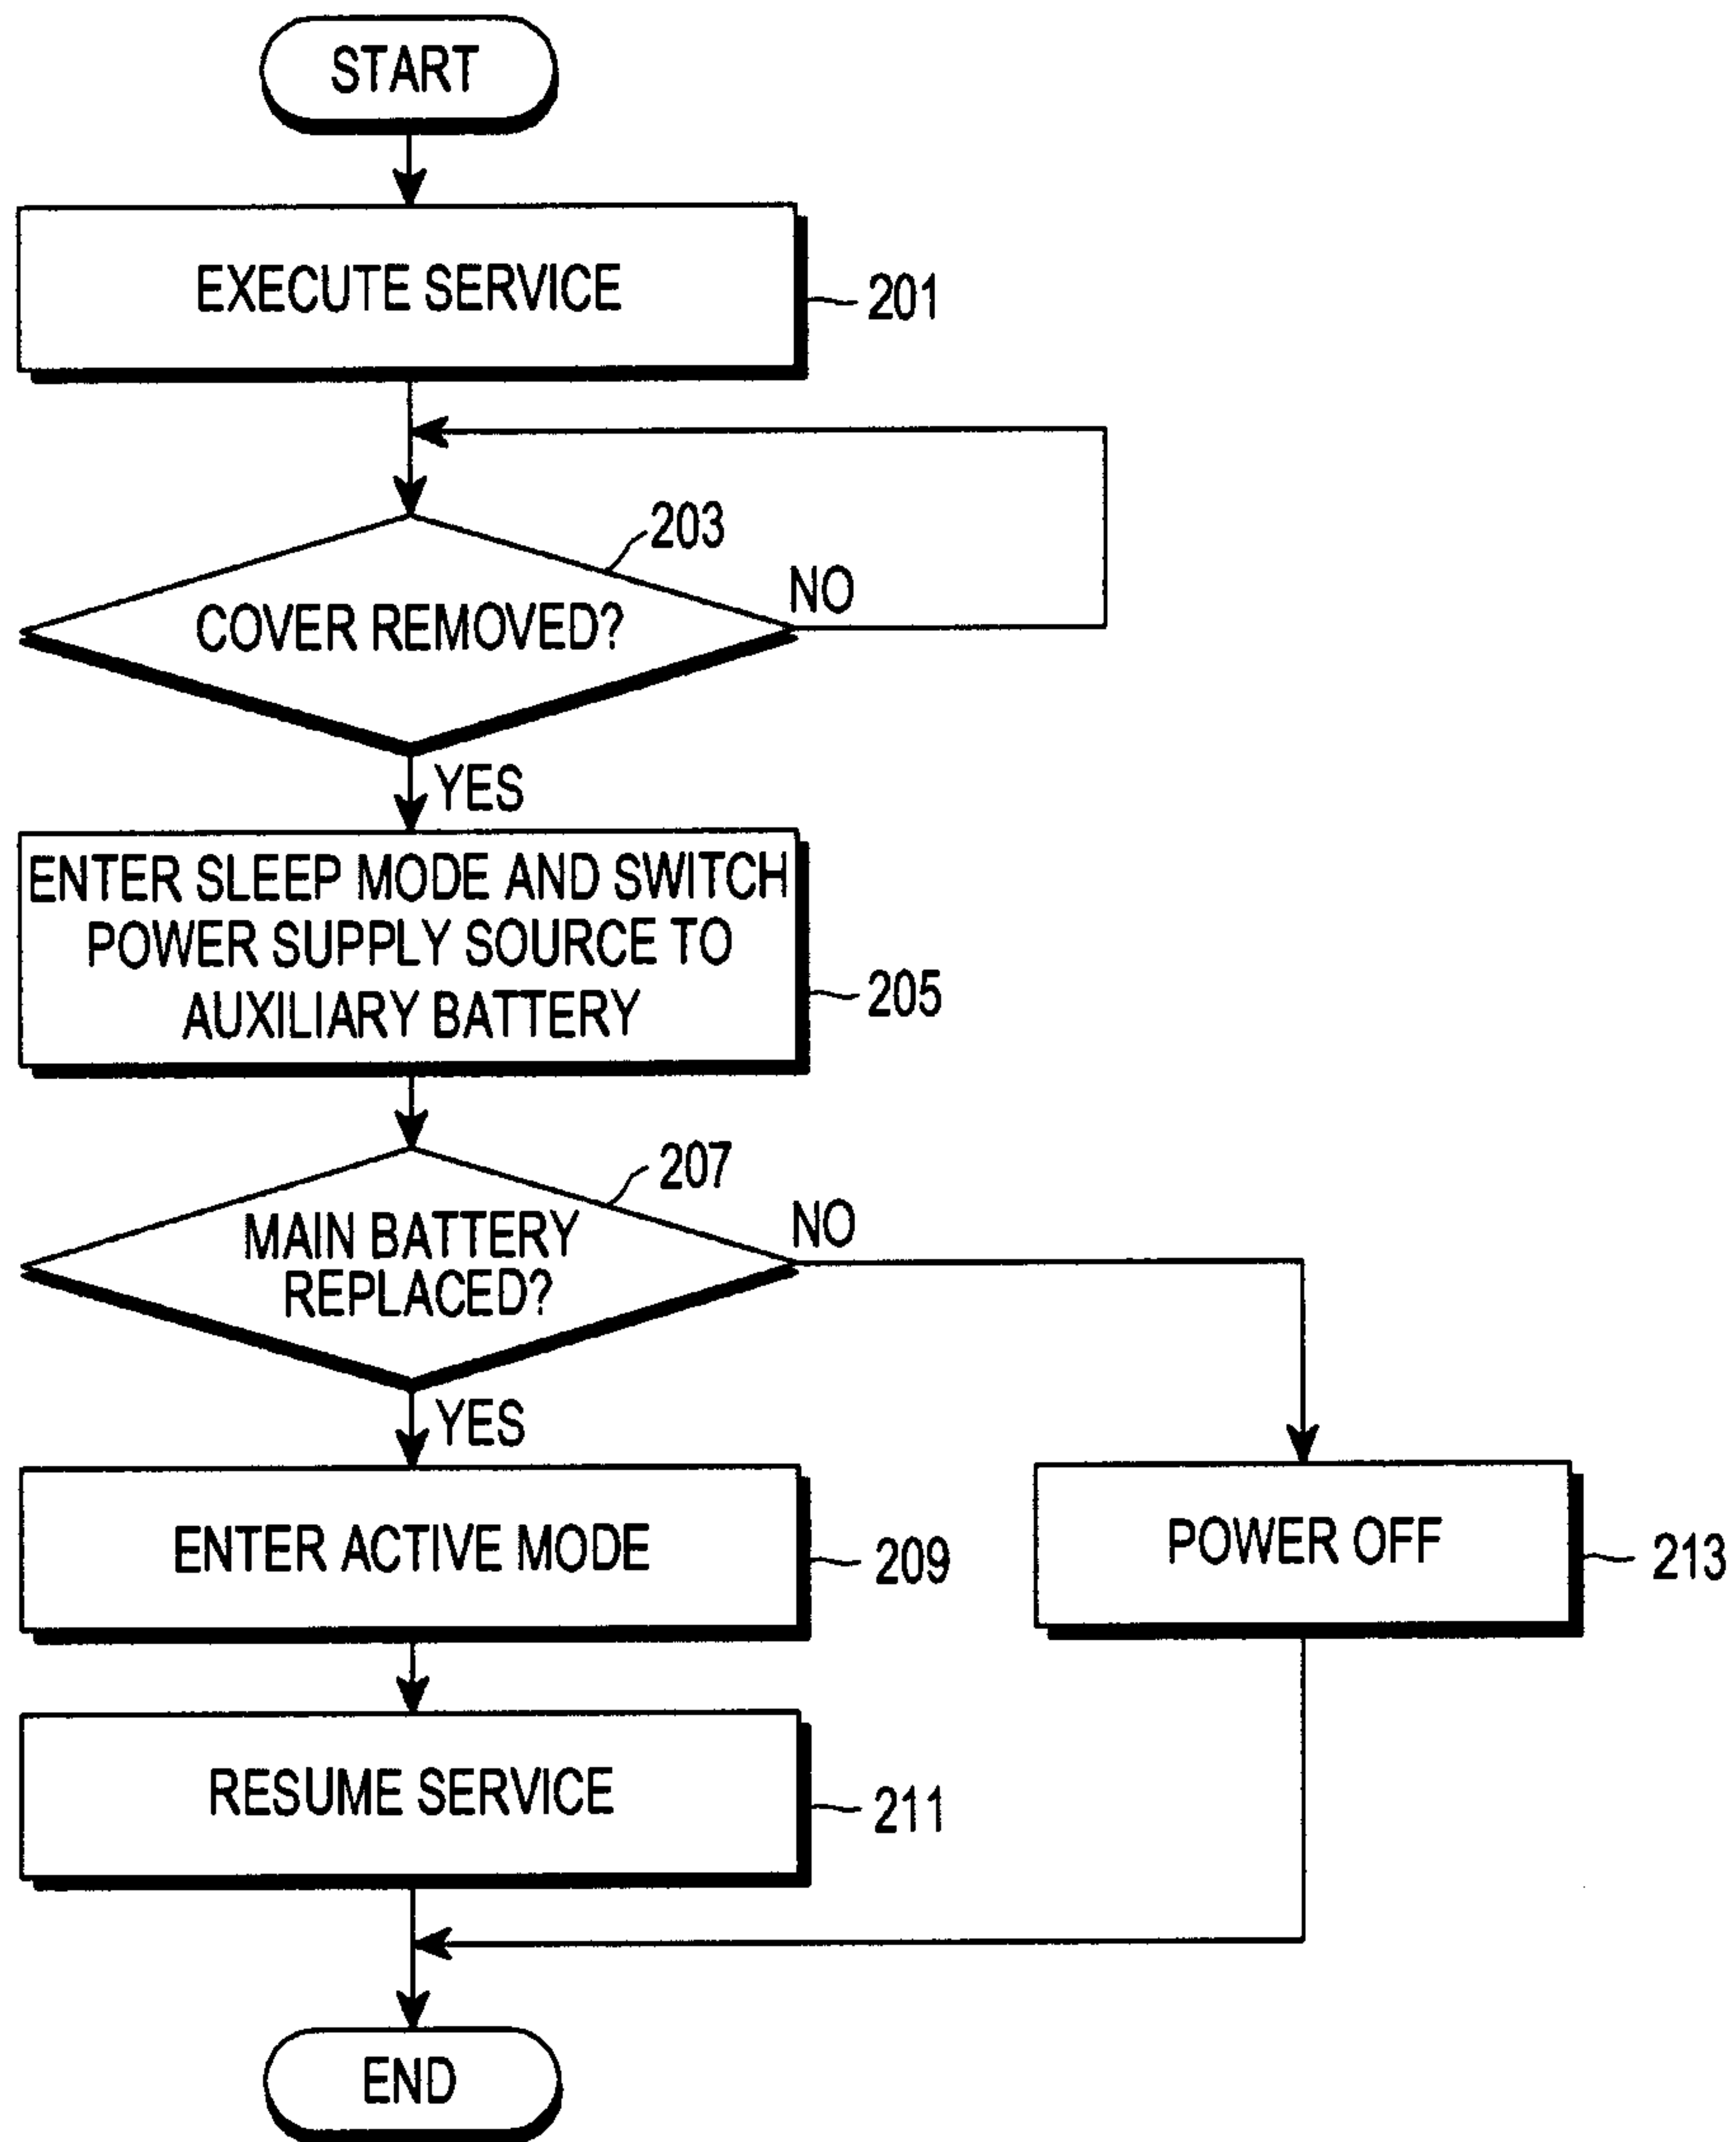 START
EXECUTE SERVICE
201
203
COVER REMOVED?
NO
YES
ENTER SLEEP MODE AND SWITCH
POWER SUPPLY SOURCE TO
AUXILIARY BATTERY
205
207
MAIN BATTERY
REPLACED?
NO
YES
ENTER ACTIVE MODE
209
POWER OFF
213
RESUME SERVICE
211
END